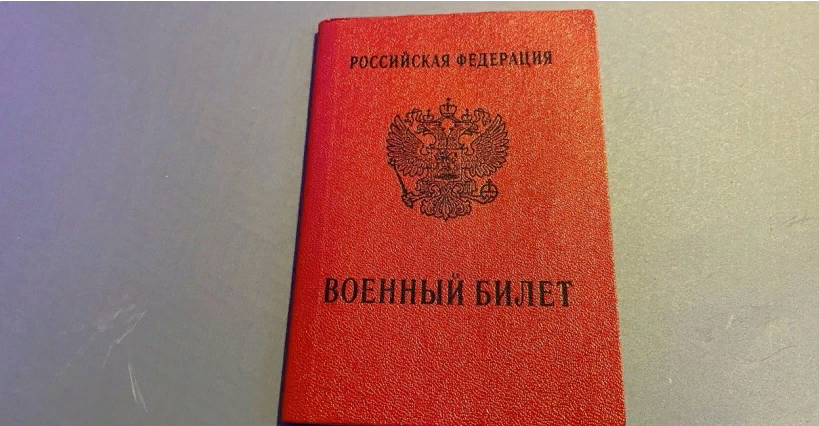 РОССИЙСКАЯ ФЕДЕРАЦИЯ
ВОЕННЫЙ БИЛЕТ